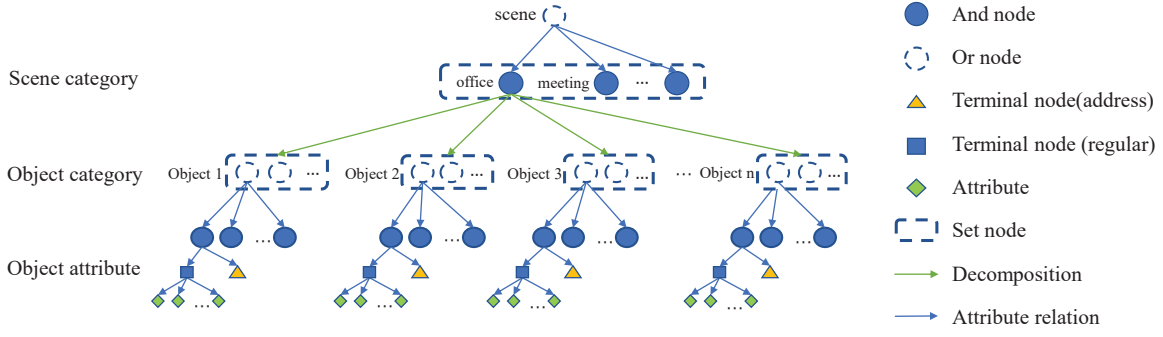 scene
Scene category
office
meeting
...
Object category
Object 1
...
Object 2
...
Object 3
...
...
Object n
...
...
...
...
...
Object attribute
...
...
...
...
And node
Or node
Terminal node(address)
Terminal node (regular)
Attribute
Set node
Decomposition
Attribute relation